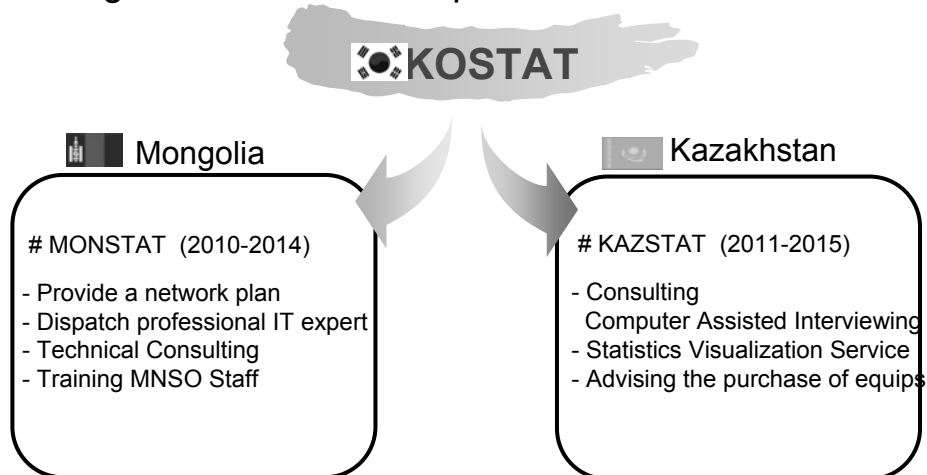 KOSTAT
Mongolia
# MONSTAT (2010-2014)
- Provide a network plan
- Dispatch professional IT expert
- Technical Consulting
- Training MNSO Staff
Kazakhstan
# KAZSTAT (2011-2015)
- Consulting
Computer Assisted Interviewing
- Statistics Visualization Service
- Advising the purchase of equips